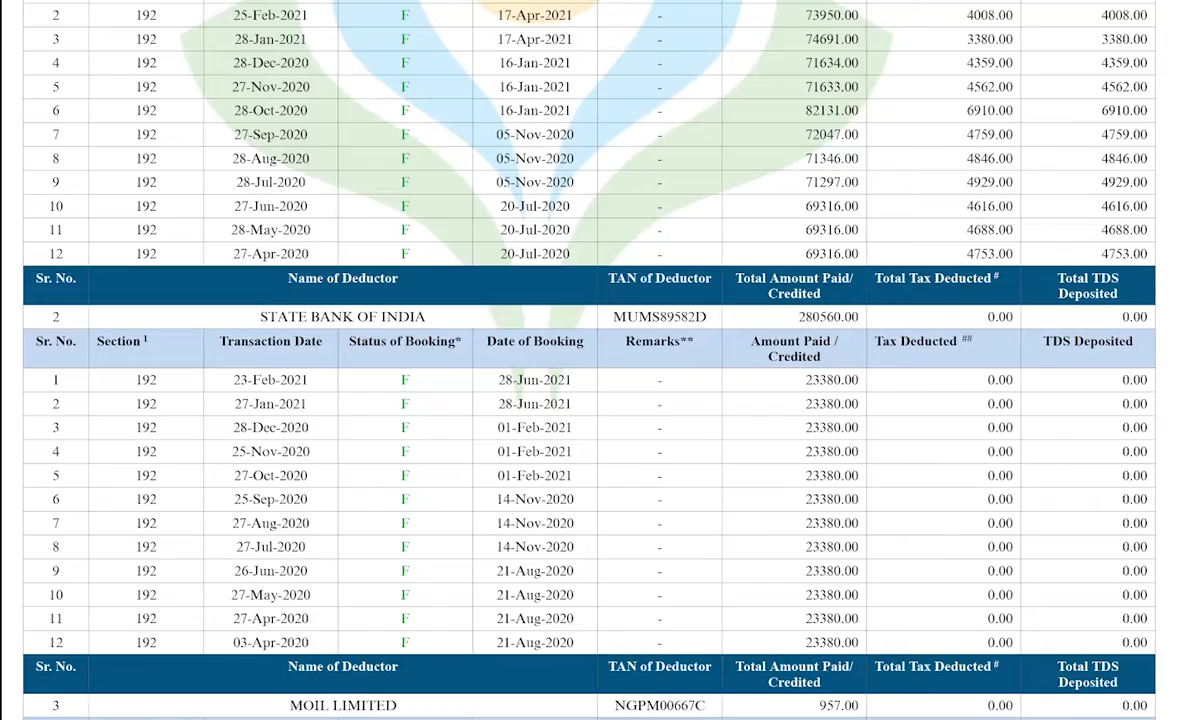 2 192 25-Feb-2021 F 17-Apr-2021 - 73950.00 4008.00 4008.00
3 192 28-Jan-2021 F 17-Apr-2021 - 74691.00 3380.00 3380.00
4 192 28-Dec-2020 F 16-Jan-2021 - 71634.00 4359.00 4359.00
5 192 27-Nov-2020 F 16-Jan-2021 - 71633.00 4562.00 4562.00
6 192 28-Oct-2020 F 16-Jan-2021 - 82131.00 6910.00 6910.00
7 192 27-Sep-2020 F 05-Nov-2020 - 72047.00 4759.00 4759.00
8 192 28-Aug-2020 F 05-Nov-2020 - 71346.00 4846.00 4846.00
9 192 28-Jul-2020 F 05-Nov-2020 - 71297.00 4929.00 4929.00
10 192 27-Jun-2020 F 20-Jul-2020 - 69316.00 4616.00 4616.00
11 192 28-May-2020 F 20-Jul-2020 - 69316.00 4688.00 4688.00
12 192 27-Apr-2020 F 20-Jul-2020 - 69316.00 4753.00 4753.00
Sr. No. Name of Deductor TAN of Deductor Total Amount Paid/ Credited Total Tax Deducted # Total TDS Deposited
2 STATE BANK OF INDIA MUMS89582D 280560.00 0.00 0.00
Sr. No. Section 1 Transaction Date Status of Booking* Date of Booking Remarks** Amount Paid / Credited Tax Deducted ## TDS Deposited
1 192 23-Feb-2021 F 28-Jun-2021 - 23380.00 0.00 0.00
2 192 27-Jan-2021 F 28-Jun-2021 - 23380.00 0.00 0.00
3 192 28-Dec-2020 F 01-Feb-2021 - 23380.00 0.00 0.00
4 192 25-Nov-2020 F 01-Feb-2021 - 23380.00 0.00 0.00
5 192 27-Oct-2020 F 01-Feb-2021 - 23380.00 0.00 0.00
6 192 25-Sep-2020 F 14-Nov-2020 - 23380.00 0.00 0.00
7 192 27-Aug-2020 F 14-Nov-2020 - 23380.00 0.00 0.00
8 192 27-Jul-2020 F 14-Nov-2020 - 23380.00 0.00 0.00
9 192 26-Jun-2020 F 21-Aug-2020 - 23380.00 0.00 0.00
10 192 27-May-2020 F 21-Aug-2020 - 23380.00 0.00 0.00
11 192 27-Apr-2020 F 21-Aug-2020 - 23380.00 0.00 0.00
12 192 03-Apr-2020 F 21-Aug-2020 - 23380.00 0.00 0.00
Sr. No. Name of Deductor TAN of Deductor Total Amount Paid/ Credited Total Tax Deducted # Total TDS Deposited
3 MOIL LIMITED NGPM00667C 957.00 0.00 0.00